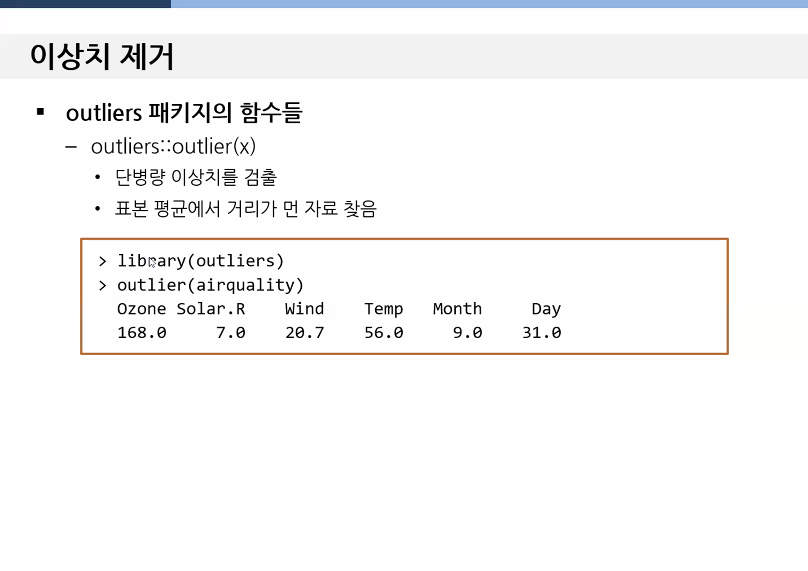 이상치 제거
▪ outliers 패키지의 함수들
– outliers::outlier(x)
• 단병량 이상치를 검출
• 표본 평균에서 거리가 먼 자료 찾음
> library(outliers)
> outlier(airquality)
Ozone Solar.R Wind Temp Month Day
168.0 7.0 20.7 56.0 9.0 31.0